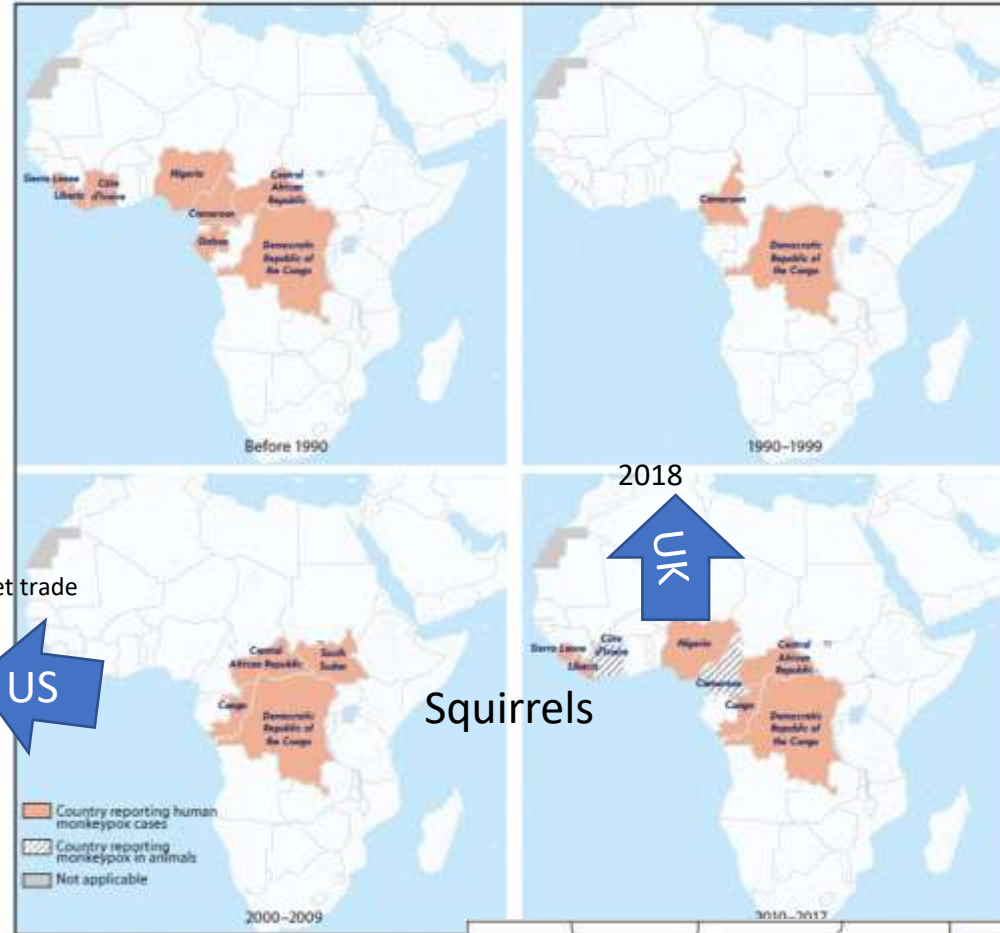 Sierra Leone
Liberia
Côte
d'Ivoire
Nigeria
Cameroon
Gabon
Central
African
Republic
Democratic
Republic of
the Congo
Before 1990
Cameroon
Democratic
Republic of
the Congo
1990–1999
et trade
US
Central
African Republic
South
Sudan
Congo
Democratic
Republic of
the Congo
Country reporting human
monkeypox cases
Country reporting
monkeypox in animals
Not applicable
2000–2009
Squirrels
2018
UK
Sierra Leone
Liberia
Côte
d'Ivoire
Nigeria
Cameroon
Central
African
Republic
Congo
Democratic
Republic of
the Congo
2010–2017